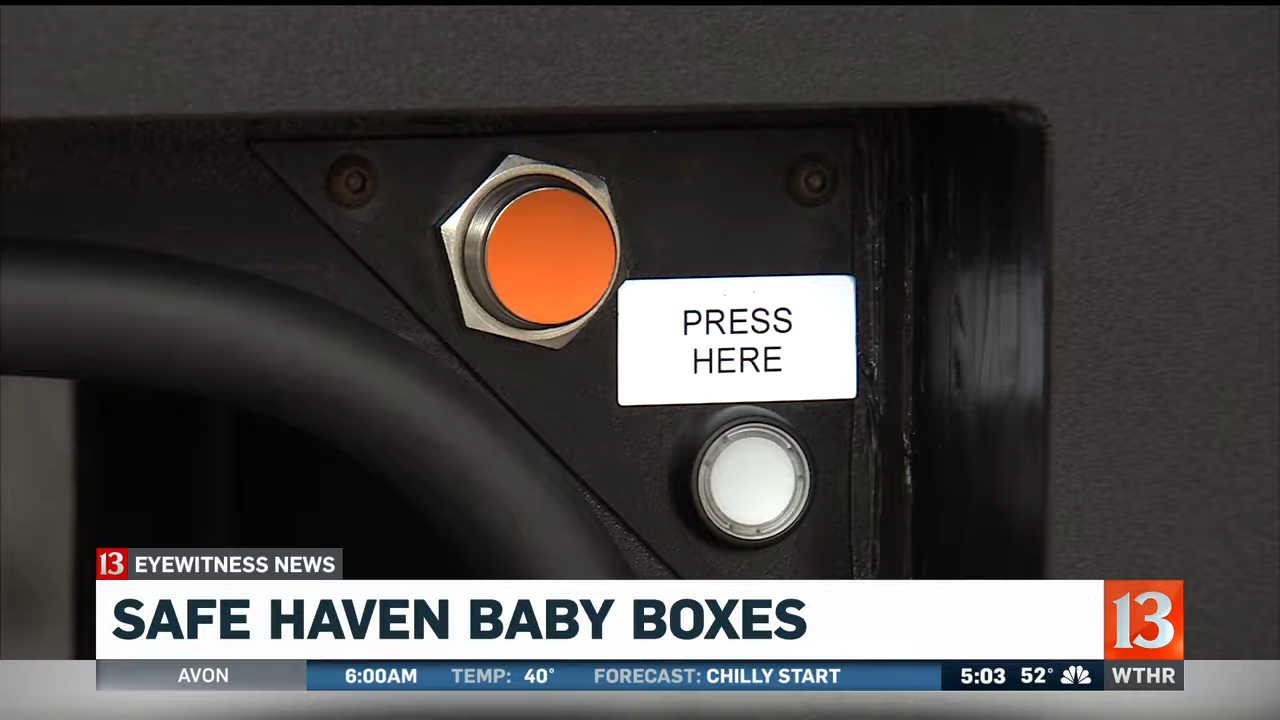 PRESS
HERE
13 EYEWITNESS NEWS
SAFE HAVEN BABY BOXES
13
AVON 6:00AM TEMP: 40° FORECAST: CHILLY START 5:03 52° WTHR